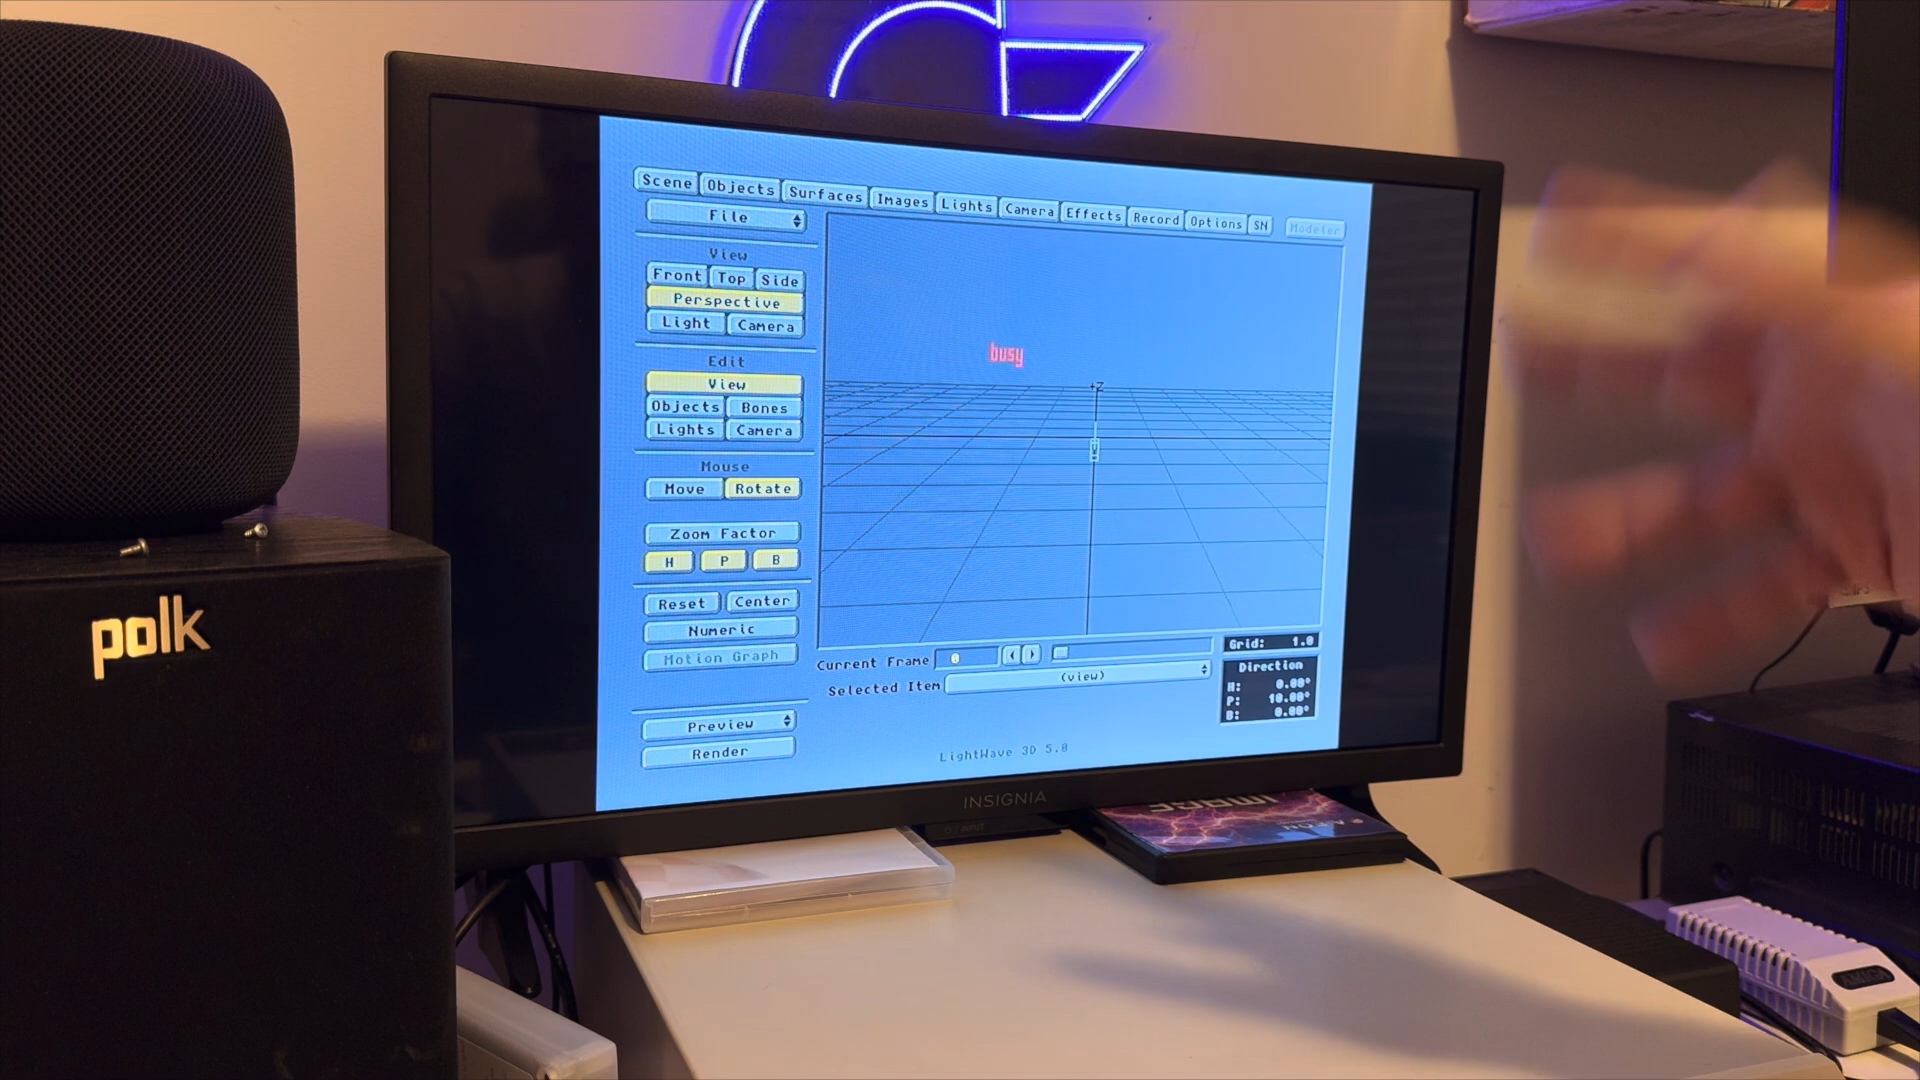 Scene Objects Surfaces Images Lights Camera Effects Record Options SN Modeler
File
View
Front Top Side
Perspective
Light Camera
busy
Edit
View
+Z
Objects Bones
Lights Camera
Mouse
Move Rotate
Zoom Factor
H P B
Reset Center
Numeric
Motion Graph
Current Frame 0
Grid: 1.0
Selected Item (view)
Direction
H: 0.00°
P: 10.00°
B: 0.00°
Preview
Render
LightWave 3D 5.0
INSIGNIA
INPUT
polk